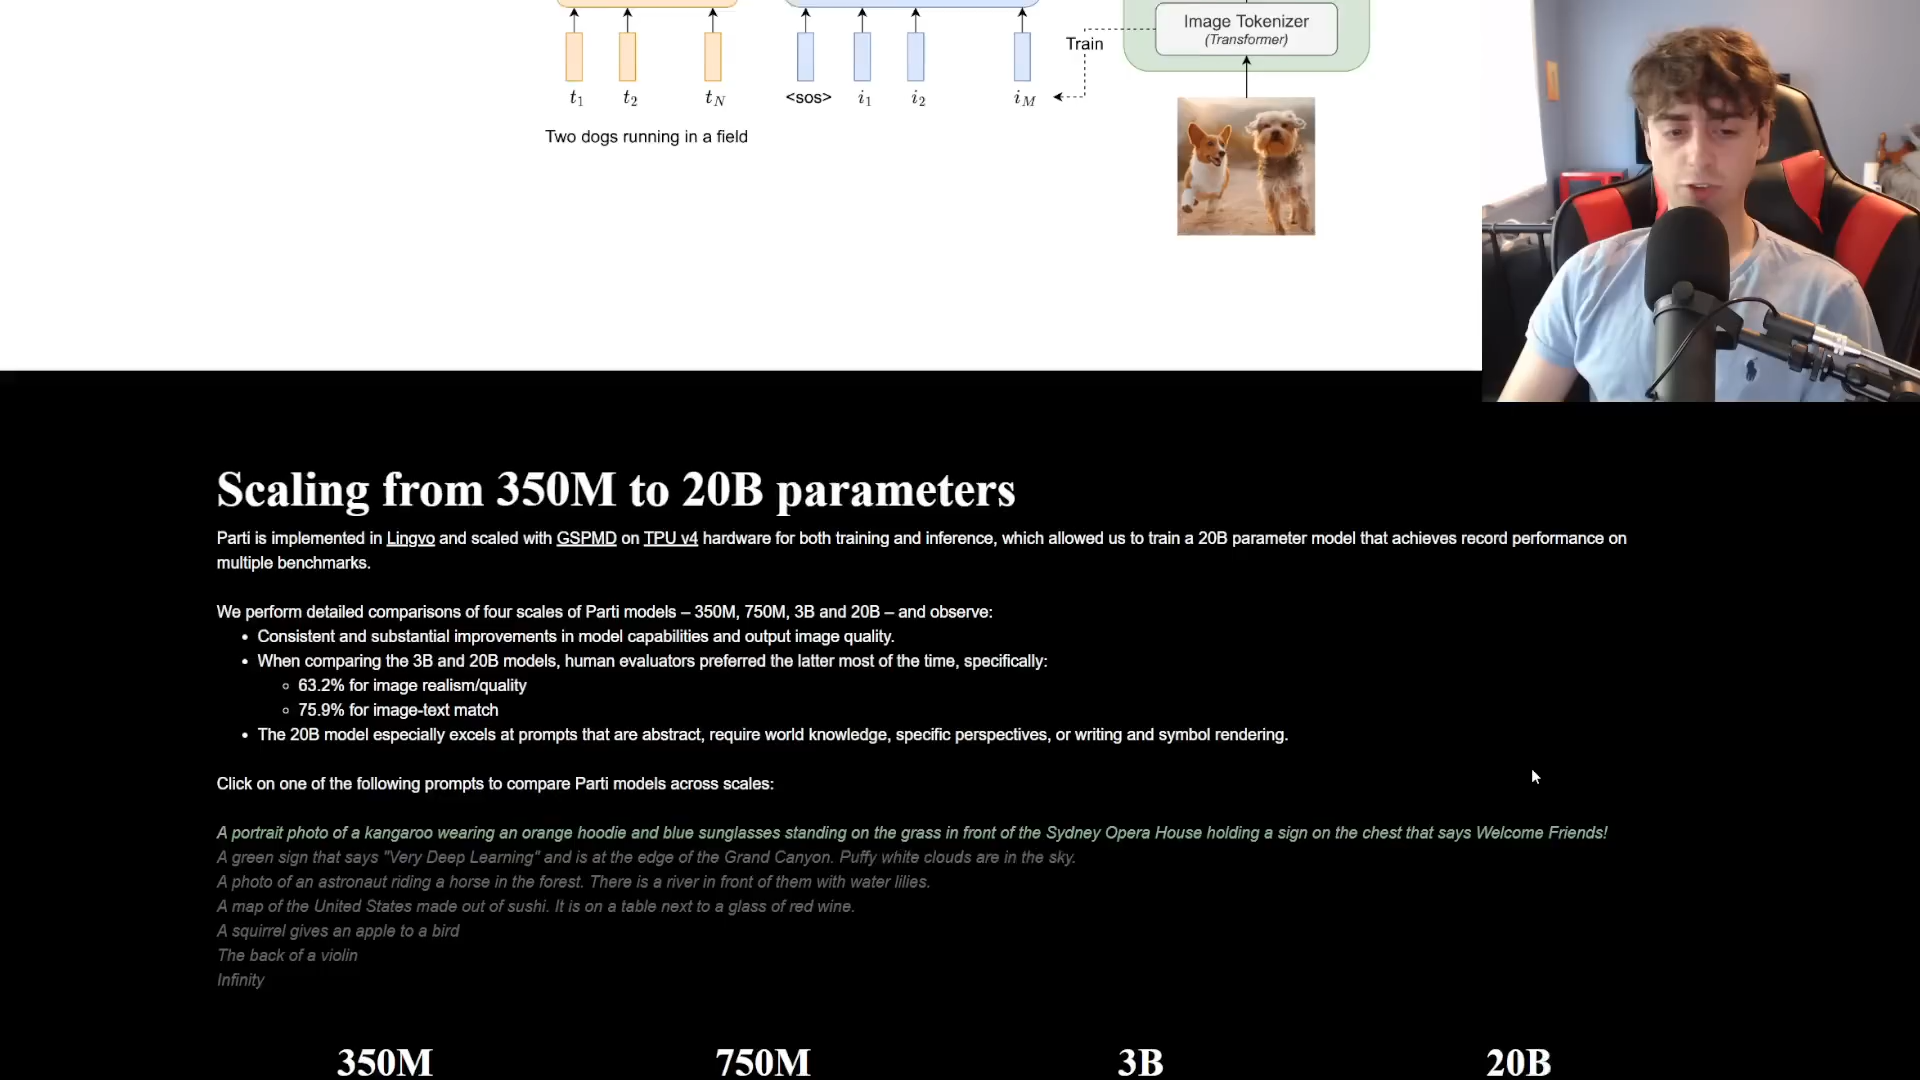 Image Tokenizer
(Transformer)
Train
t1 t2 tN <sos> i1 i2 iM
Two dogs running in a field
Scaling from 350M to 20B parameters
Parti is implemented in Lingvo and scaled with GSPMD on TPU v4 hardware for both training and inference, which allowed us to train a 20B parameter model that achieves record performance on
multiple benchmarks.
We perform detailed comparisons of four scales of Parti models – 350M, 750M, 3B and 20B – and observe:
• Consistent and substantial improvements in model capabilities and output image quality.
• When comparing the 3B and 20B models, human evaluators preferred the latter most of the time, specifically:
◦ 63.2% for image realism/quality
◦ 75.9% for image-text match
• The 20B model especially excels at prompts that are abstract, require world knowledge, specific perspectives, or writing and symbol rendering.
Click on one of the following prompts to compare Parti models across scales:
A portrait photo of a kangaroo wearing an orange hoodie and blue sunglasses standing on the grass in front of the Sydney Opera House holding a sign on the chest that says Welcome Friends!
A green sign that says "Very Deep Learning" and is at the edge of the Grand Canyon. Puffy white clouds are in the sky.
A photo of an astronaut riding a horse in the forest. There is a river in front of them with water lilies.
A map of the United States made out of sushi. It is on a table next to a glass of red wine.
A squirrel gives an apple to a bird
The back of a violin
Infinity
350M 750M 3B 20B